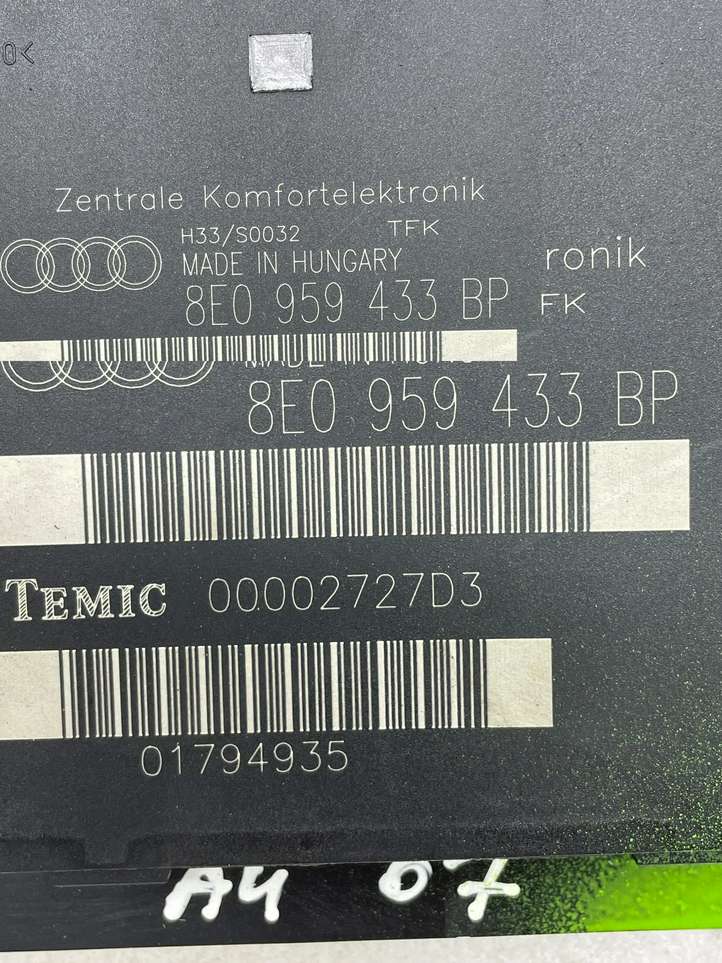 0<
Zentrale Komfortelektronik
H33/S0032 TFK
MADE IN HUNGARY ronik
8E0 959 433 BP FK
8E0 959 433 BP
TEMIC 00002727D3
01794935
A4 07